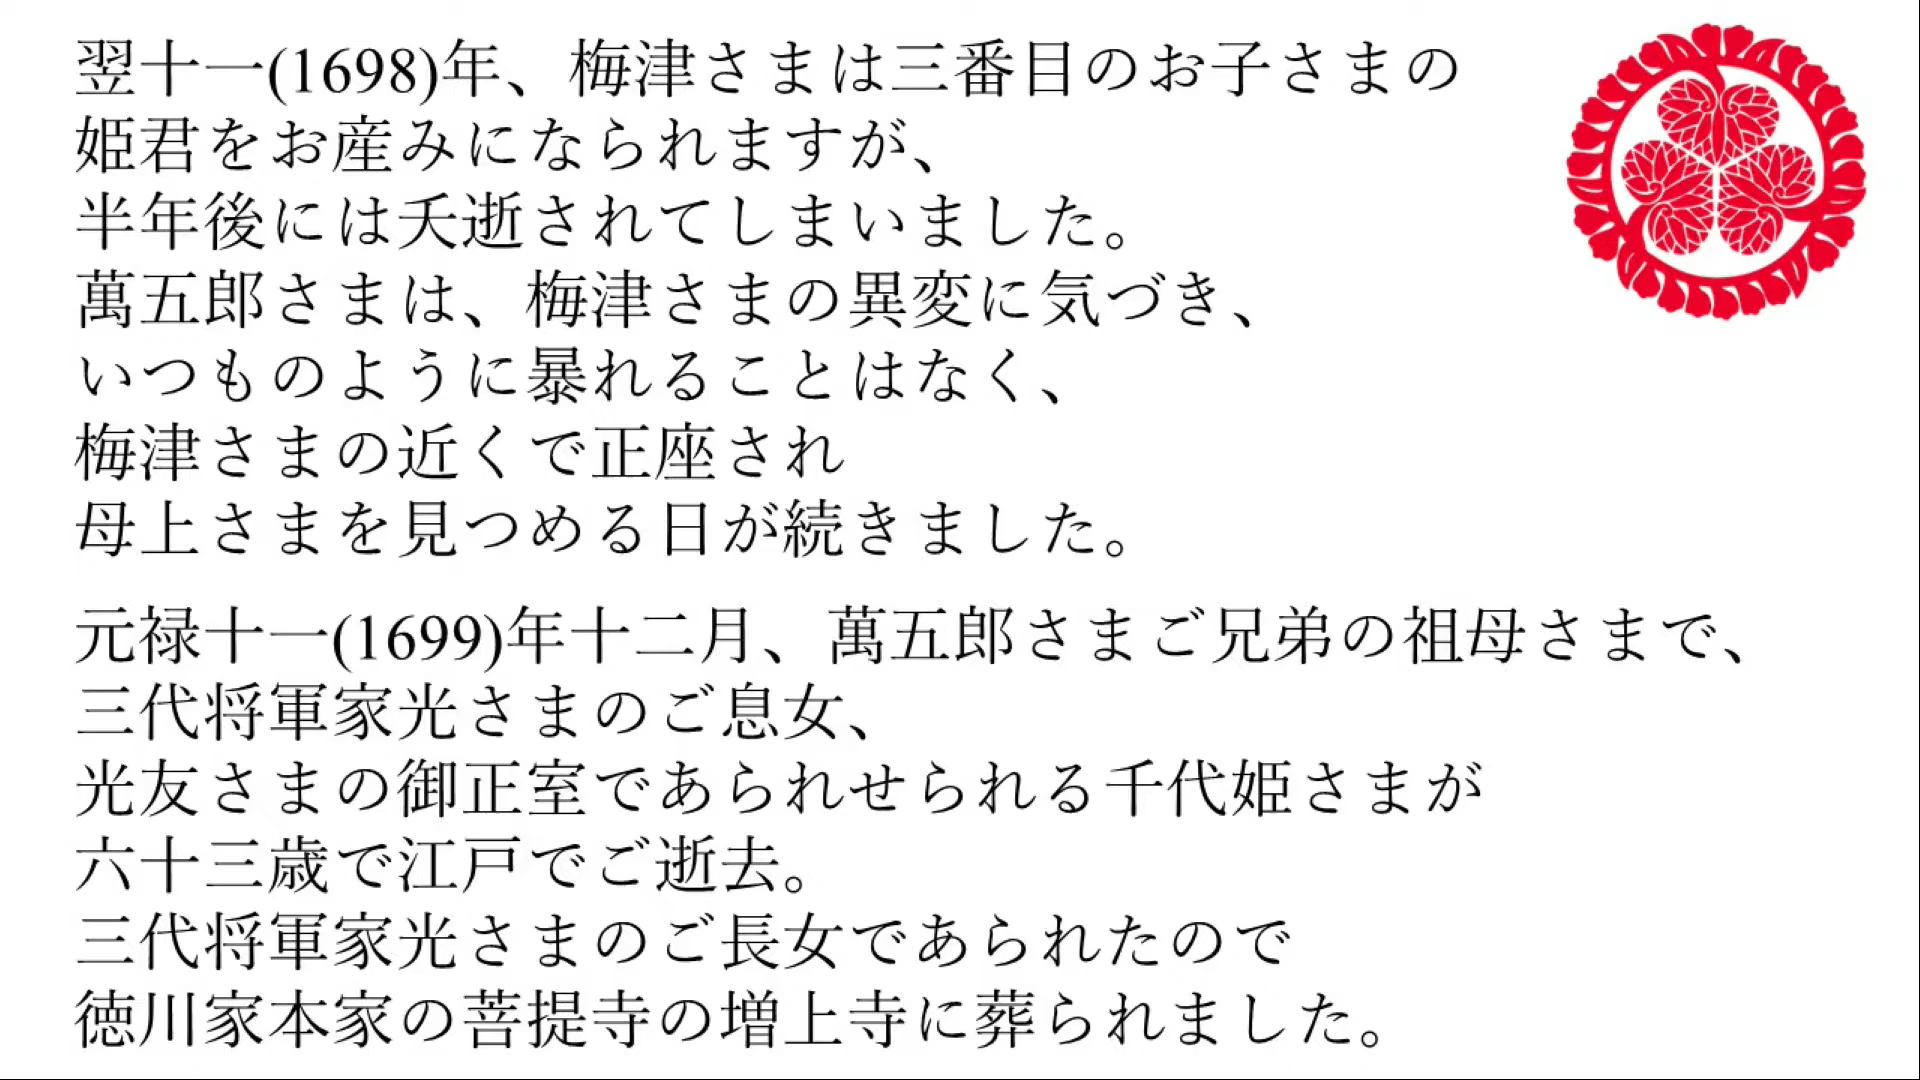 翌十一(1698)年、梅津さまは三番目のお子さまの
姫君をお産みになられますが、
半年後には夭逝されてしまいました。
萬五郎さまは、梅津さまの異変に気づき、
いつものように暴れることはなく、
梅津さまの近くで正座され
母上さまを見つめる日が続きました。
元禄十一(1699)年十二月、萬五郎さまご兄弟の祖母さまで、
三代将軍家光さまのご息女、
光友さまの御正室であられせられる千代姫さまが
六十三歳で江戸でご逝去。
三代将軍家光さまのご長女であられたので
徳川家本家の菩提寺の増上寺に葬られました。